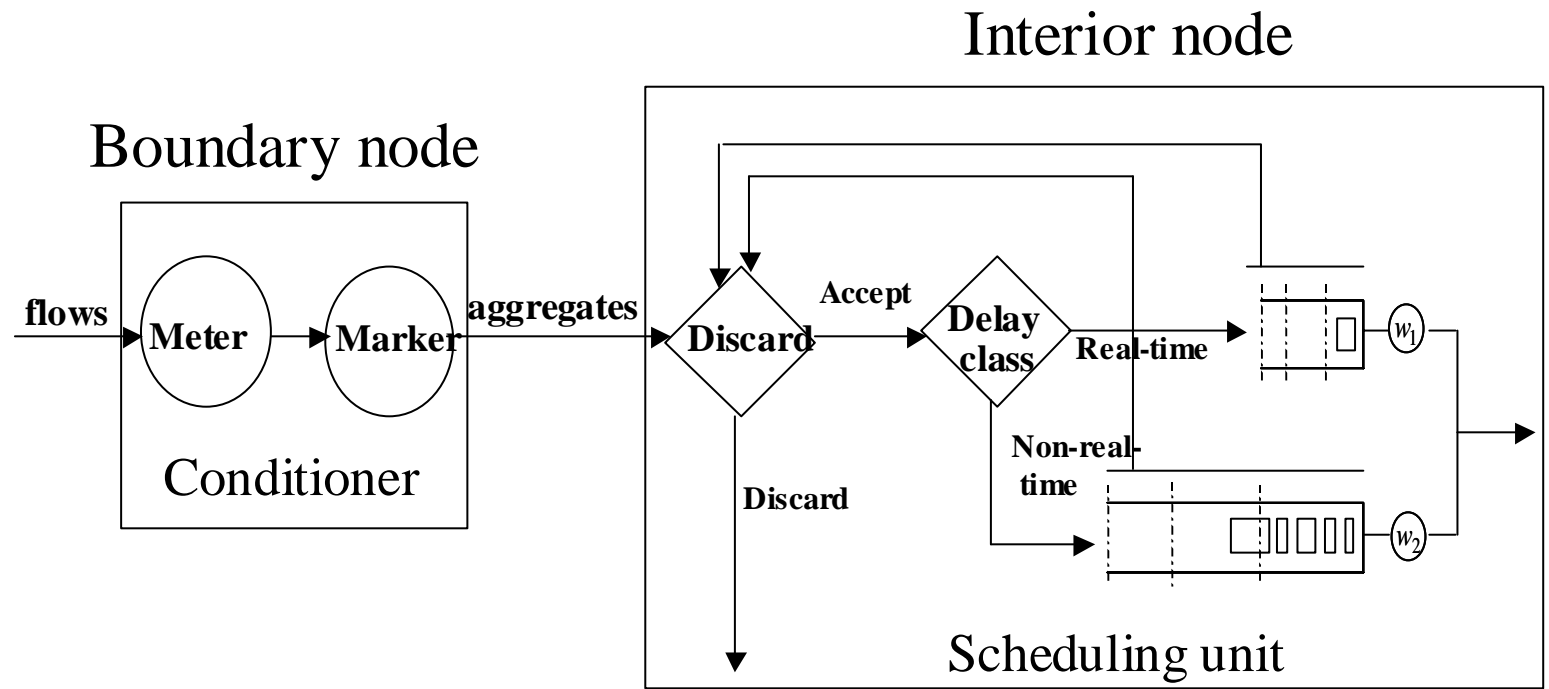 Interior node
Boundary node
flows
Meter
Marker
aggregates
Conditioner
Discard
Accept
Delay
class
Real-time
w1
Non-real-
time
Discard
w2
Scheduling unit